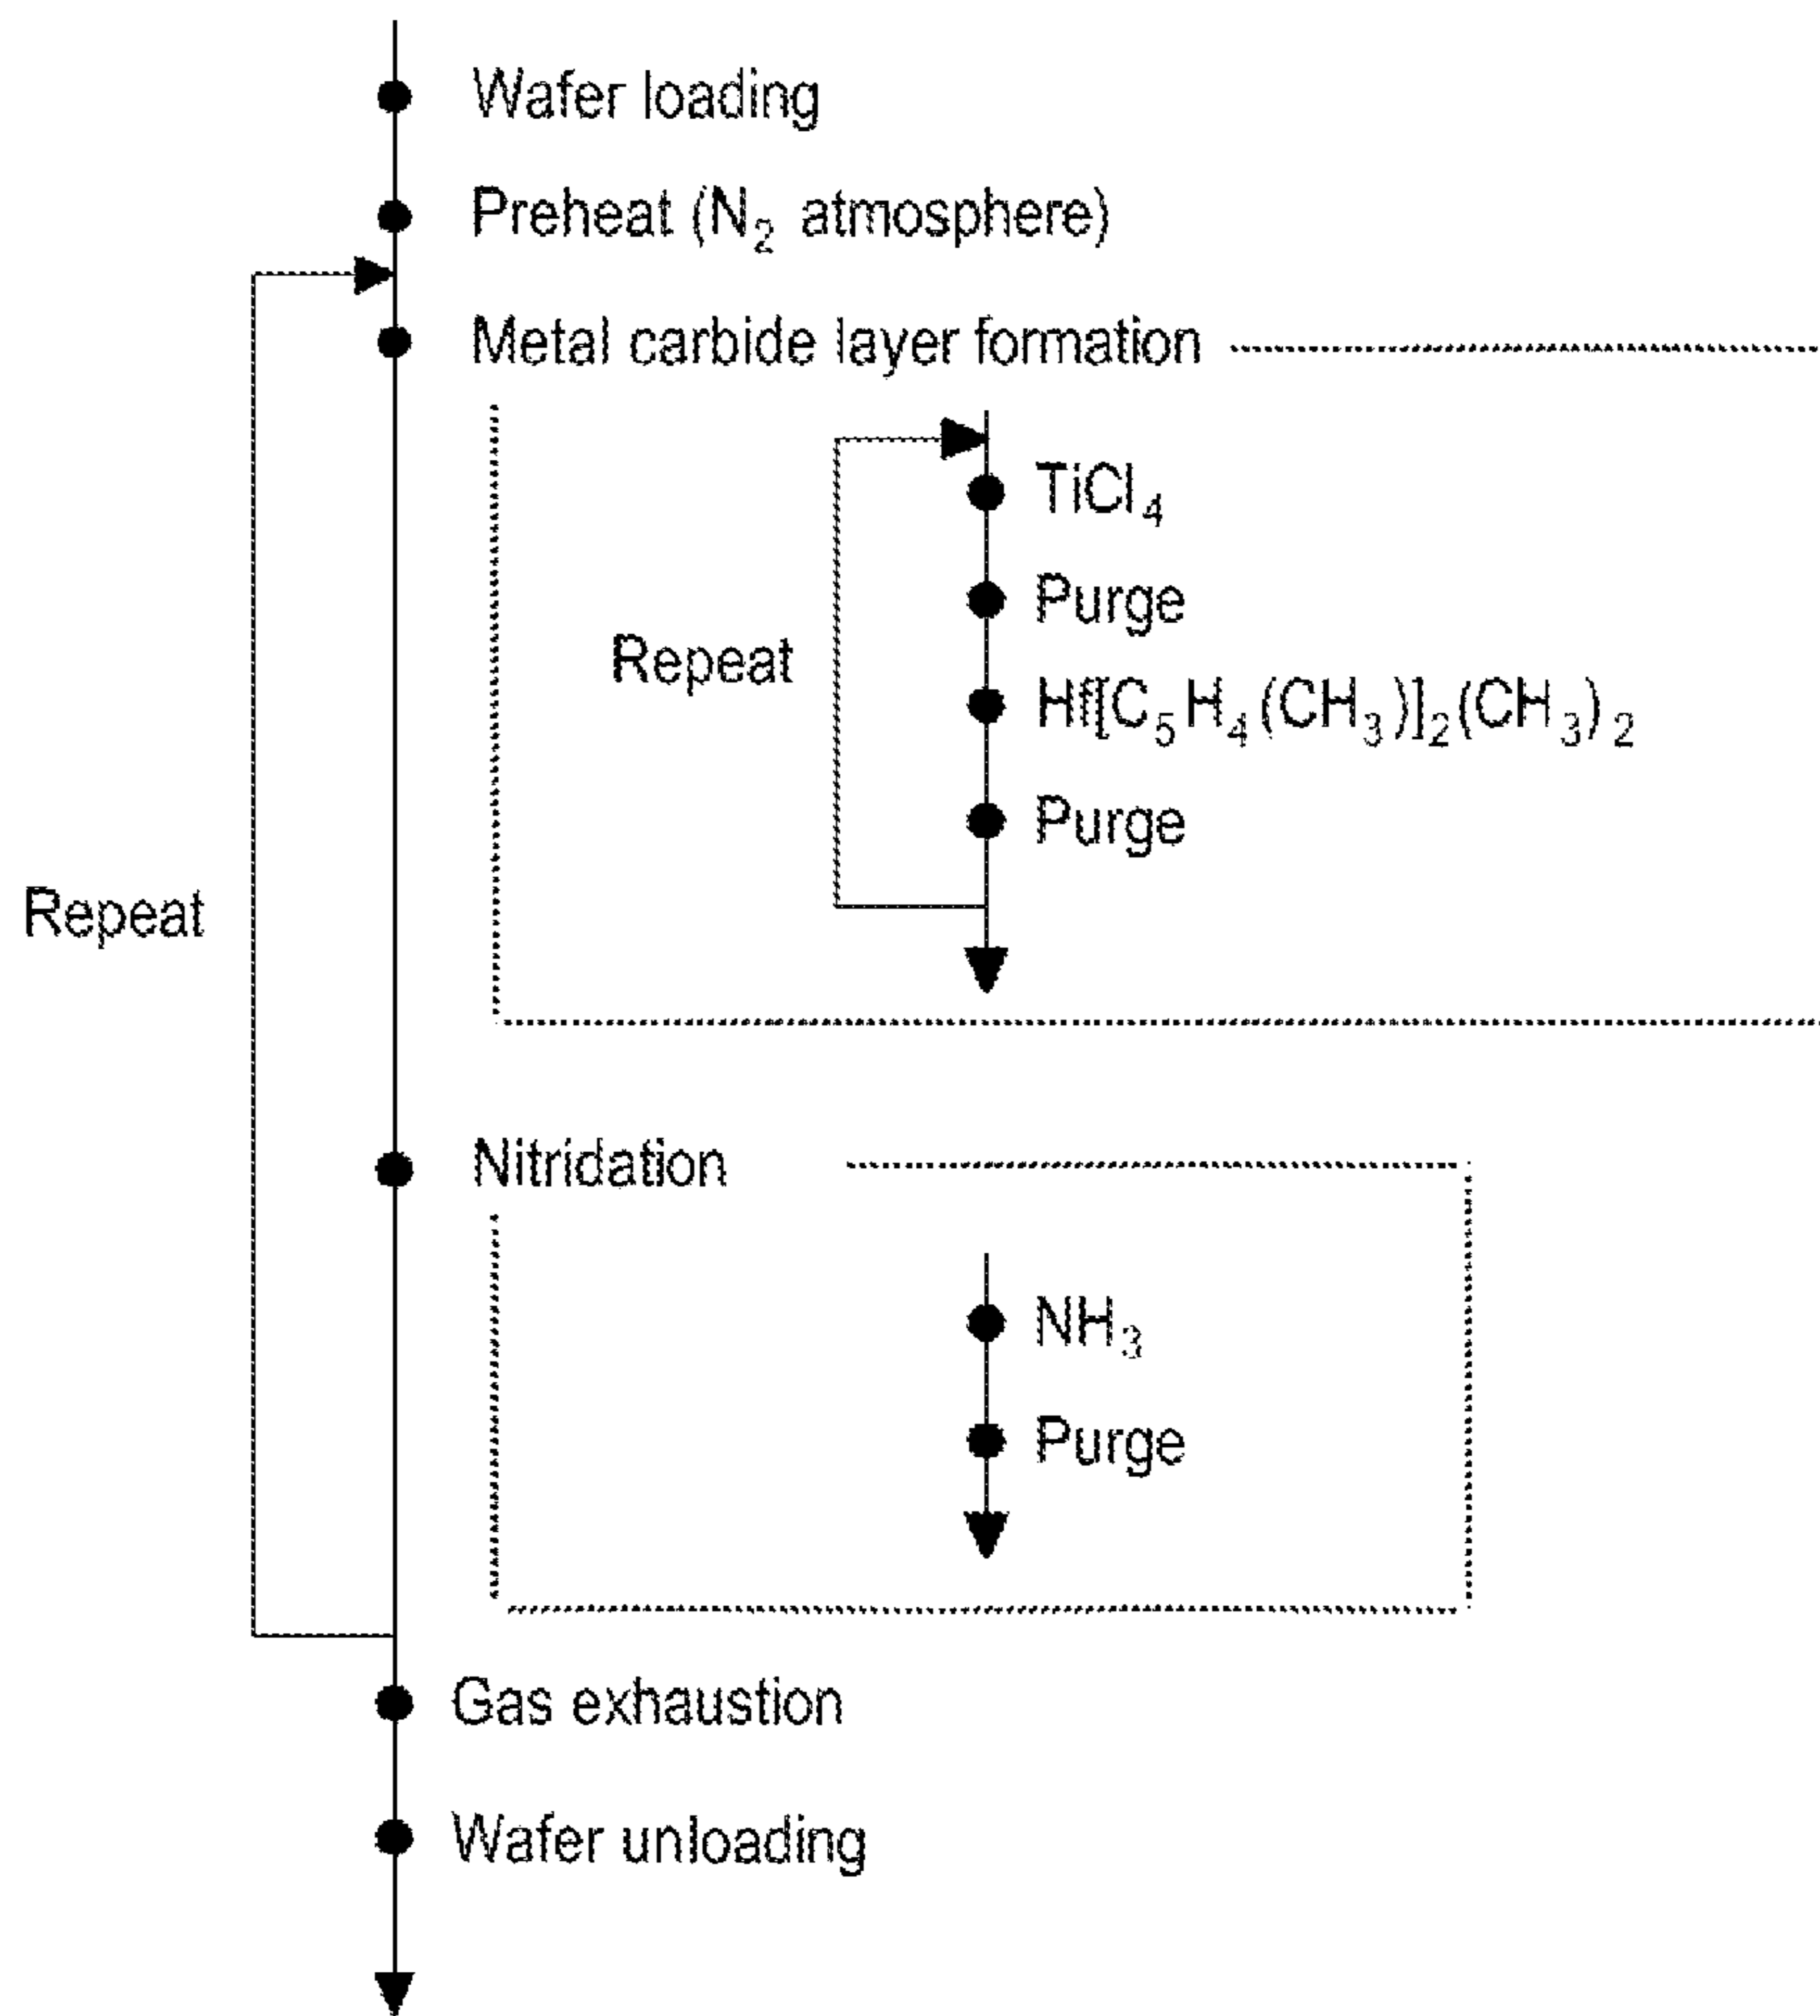 Wafer loading
Preheat (N₂ atmosphere)
Metal carbide layer formation
TiCl₄
Purge
Repeat
Hf[C₅H₄(CH₃)]₂(CH₃)₂
Purge
Repeat
Nitridation
NH₃
Purge
Gas exhaustion
Wafer unloading